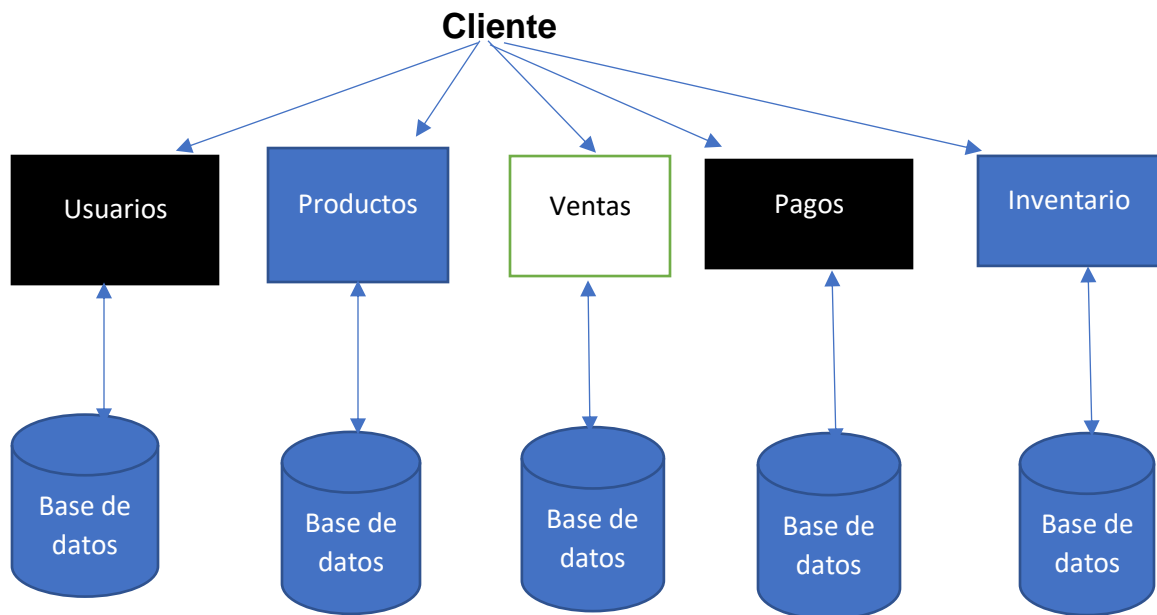 Cliente
Usuarios
Productos
Ventas
Pagos
Inventario
Base de
datos
Base de
datos
Base de
datos
Base de
datos
Base de
datos